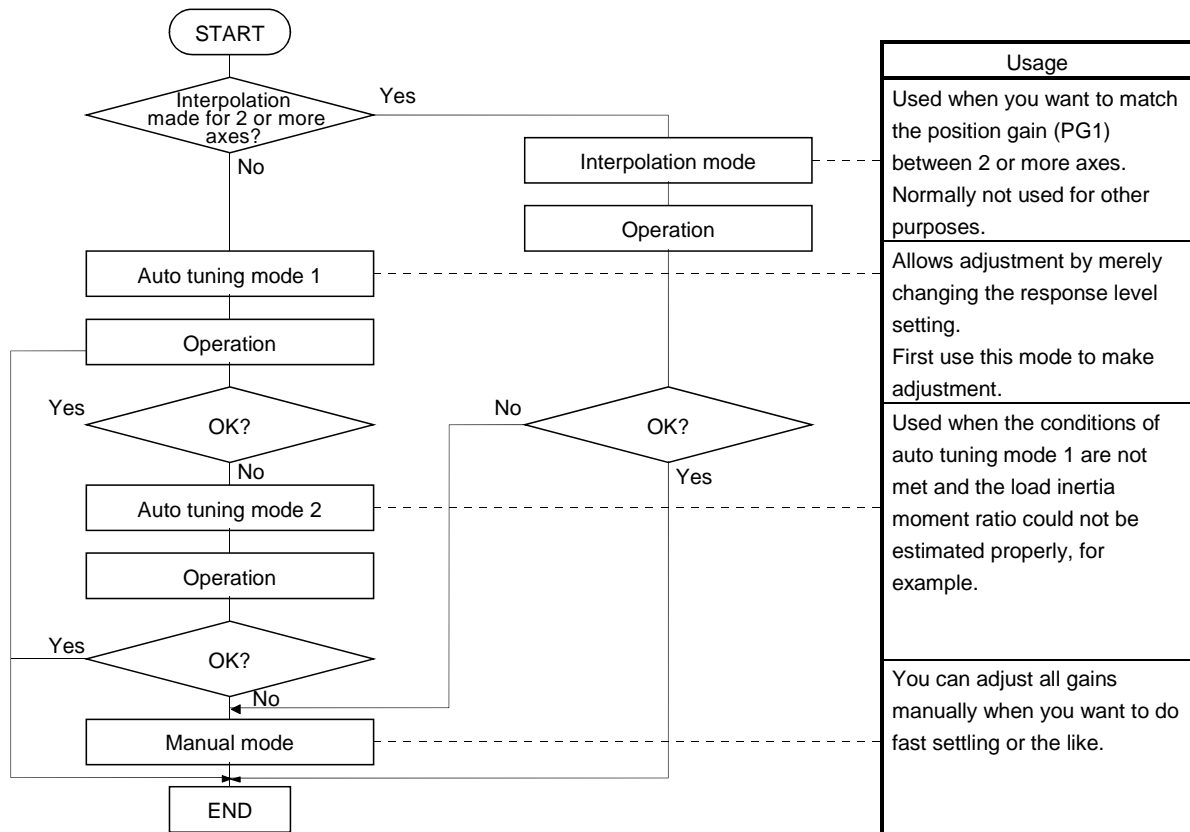 START
Interpolation
made for 2 or more
axes?
Yes
No
Interpolation mode
Operation
Auto tuning mode 1
Operation
Yes
OK?
No
No
OK?
Yes
Auto tuning mode 2
Operation
Yes
OK?
No
Manual mode
END
Usage
Used when you want to match
the position gain (PG1)
between 2 or more axes.
Normally not used for other
purposes.
Allows adjustment by merely
changing the response level
setting.
First use this mode to make
adjustment.
Used when the conditions of
auto tuning mode 1 are not
met and the load inertia
moment ratio could not be
estimated properly, for
example.
You can adjust all gains
manually when you want to do
fast settling or the like.